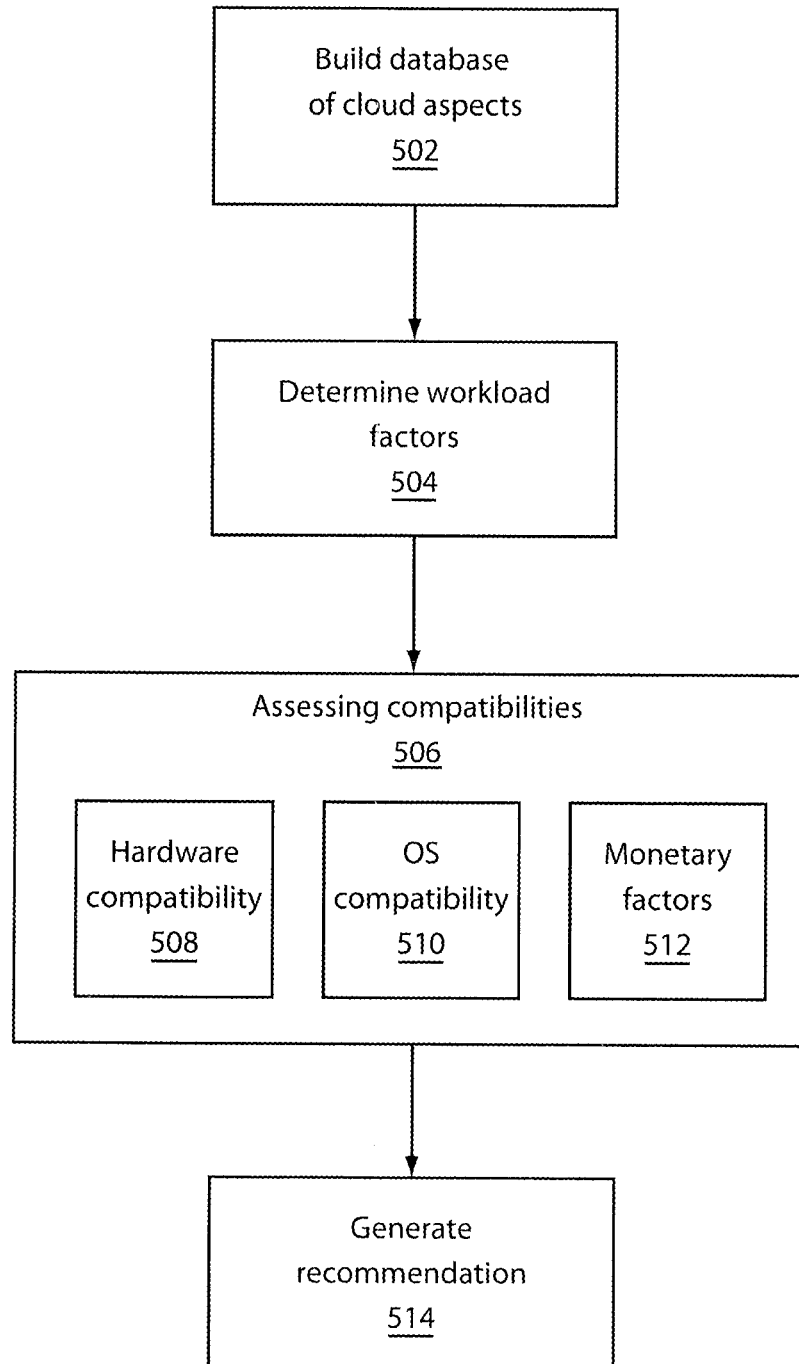 Build database
of cloud aspects
502
Determine workload
factors
504
Assessing compatibilities
506
Hardware
compatibility
508
OS
compatibility
510
Monetary
factors
512
Generate
recommendation
514